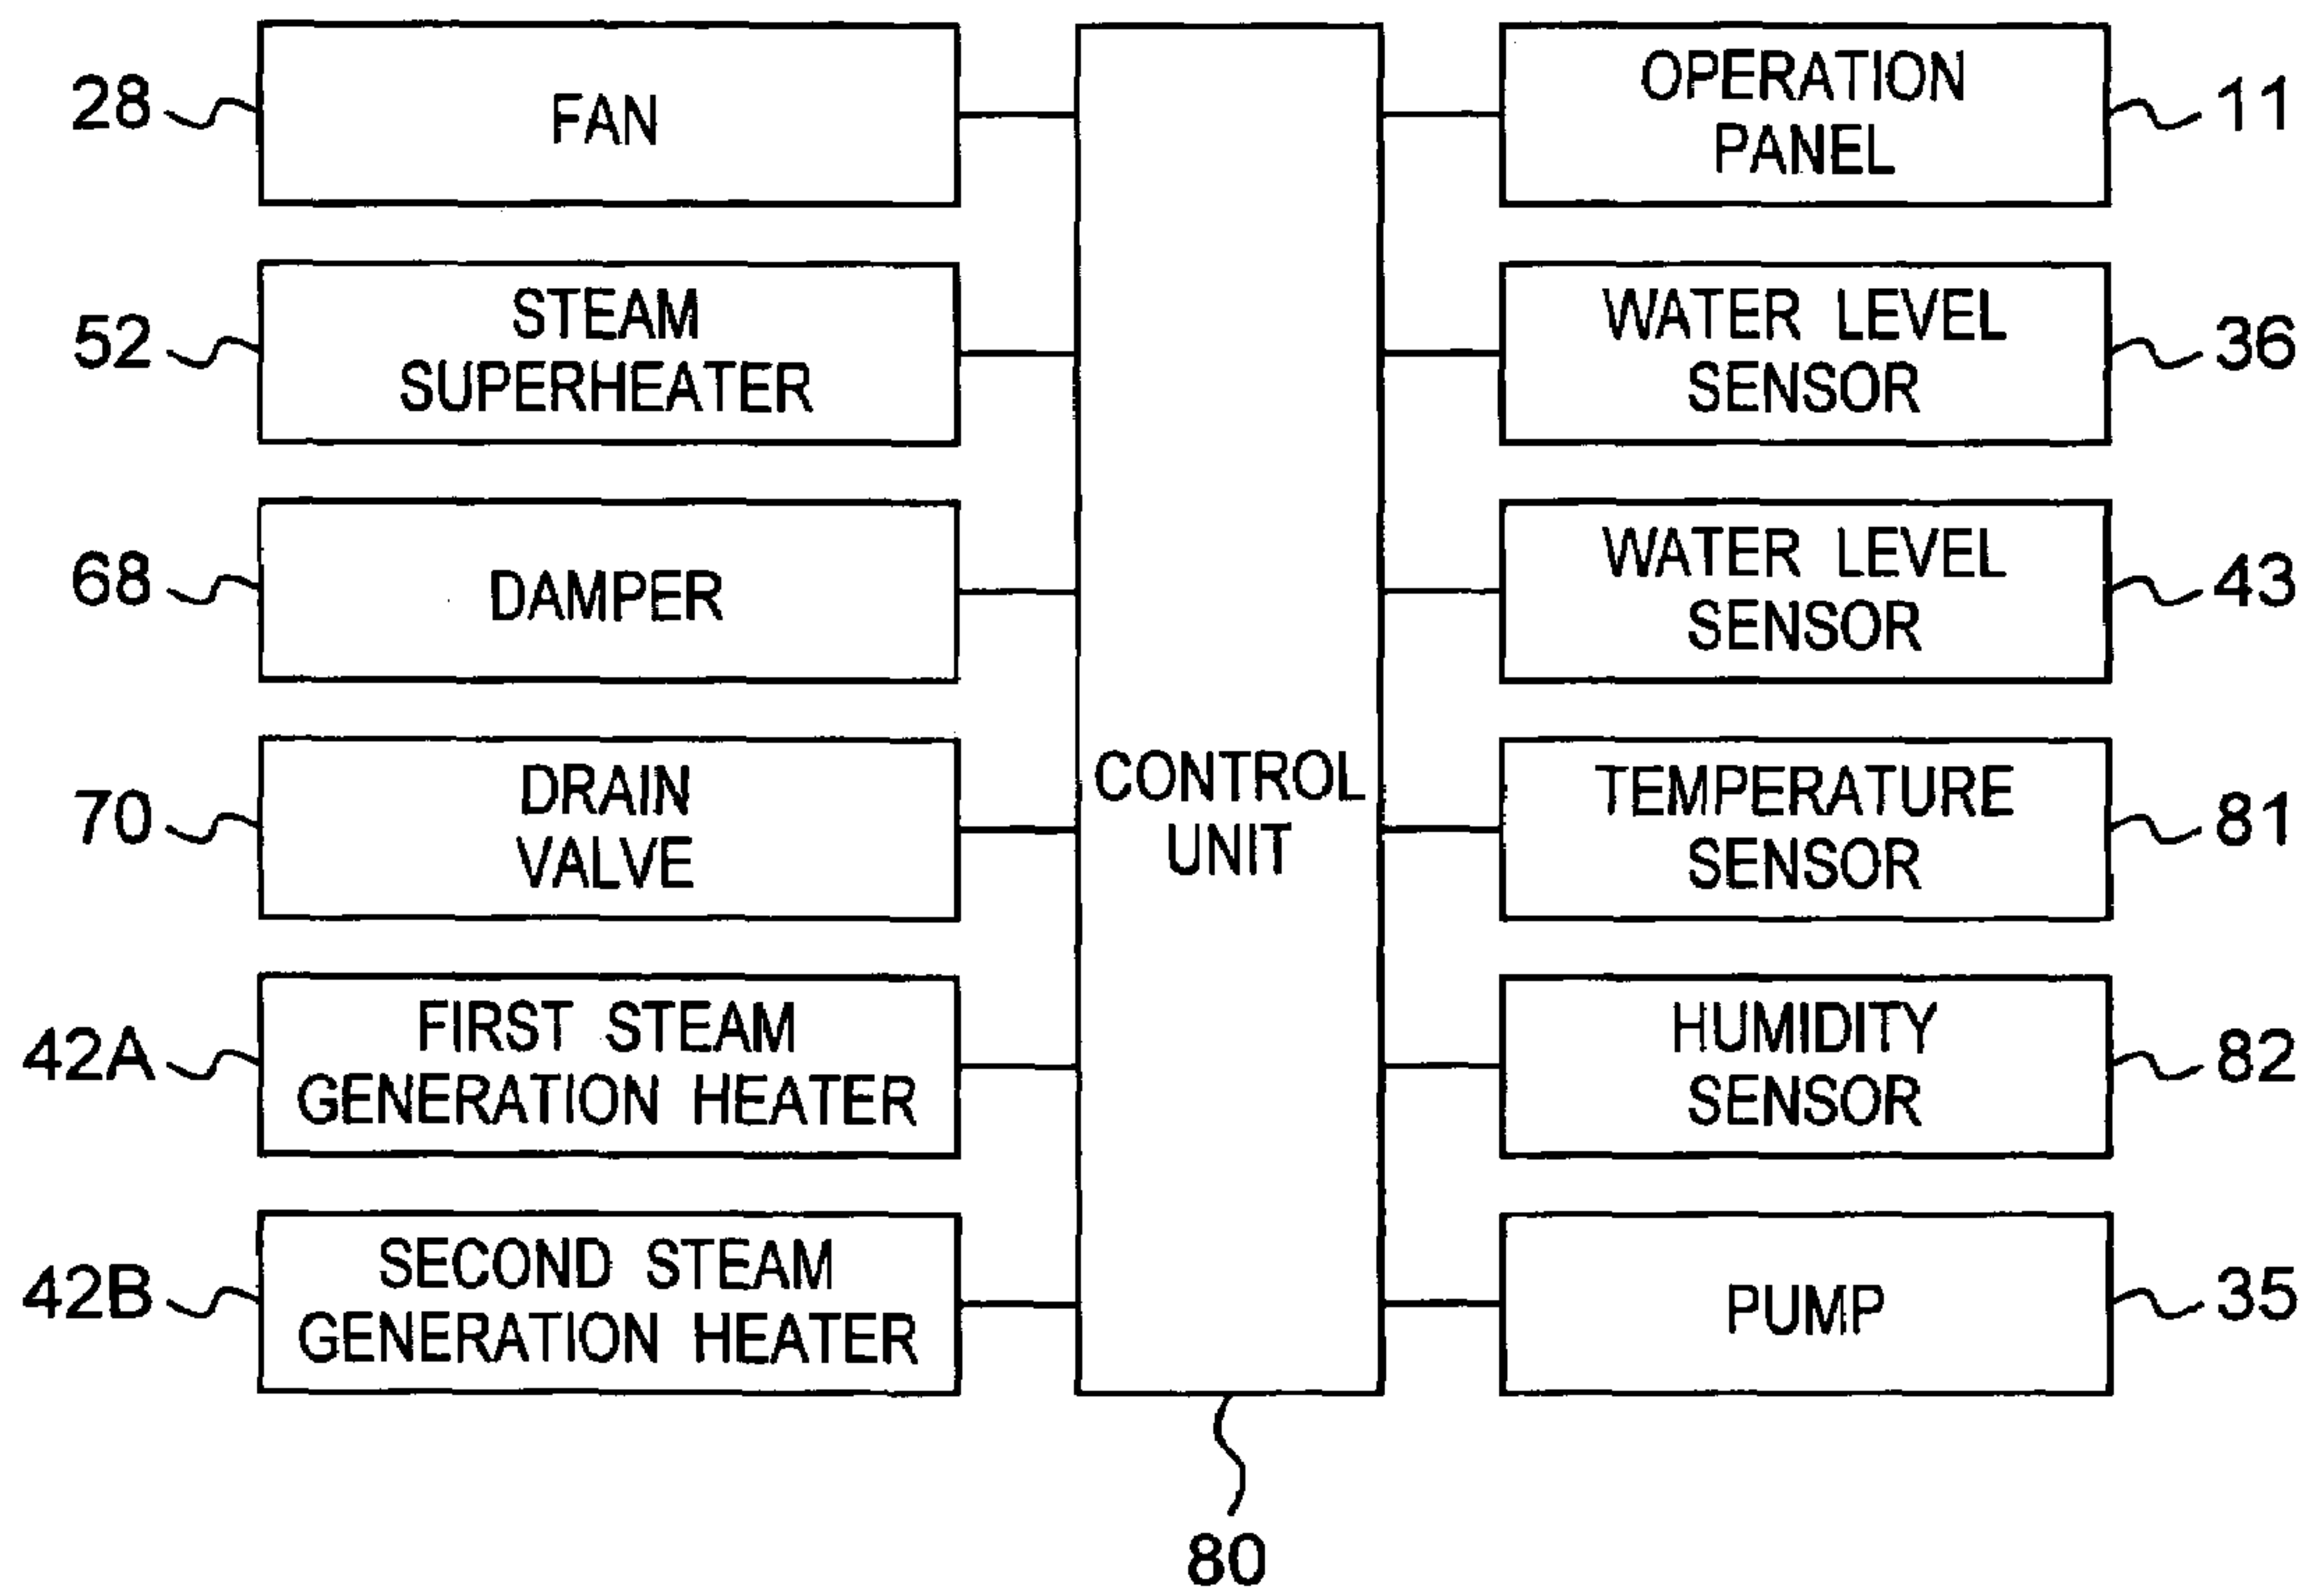 28
FAN
52
STEAM
SUPERHEATER
68
DAMPER
70
DRAIN
VALVE
42A
FIRST STEAM
GENERATION HEATER
42B
SECOND STEAM
GENERATION HEATER
CONTROL
UNIT
80
OPERATION
PANEL
11
WATER LEVEL
SENSOR
36
WATER LEVEL
SENSOR
43
TEMPERATURE
SENSOR
81
HUMIDITY
SENSOR
82
PUMP
35